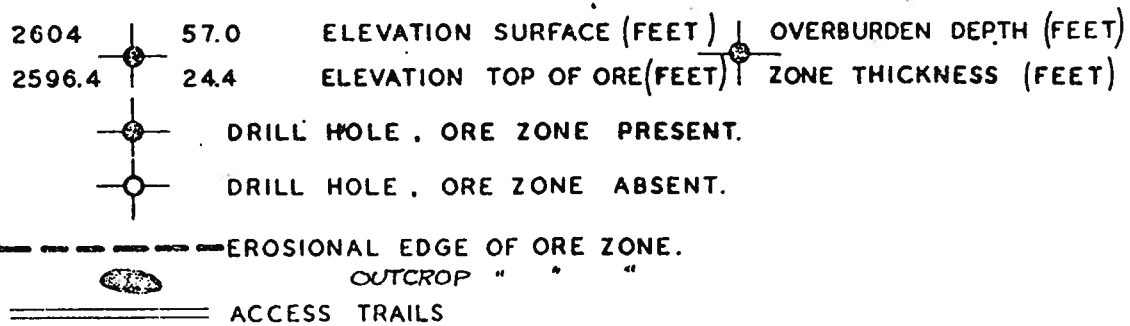 2604 57.0 ELEVATION SURFACE (FEET) OVERBURDEN DEPTH (FEET)
2596.4 24.4 ELEVATION TOP OF ORE (FEET) ZONE THICKNESS (FEET)
DRILL HOLE, ORE ZONE PRESENT.
DRILL HOLE, ORE ZONE ABSENT.
EROSIONAL EDGE OF ORE ZONE.
OUTCROP " " "
ACCESS TRAILS